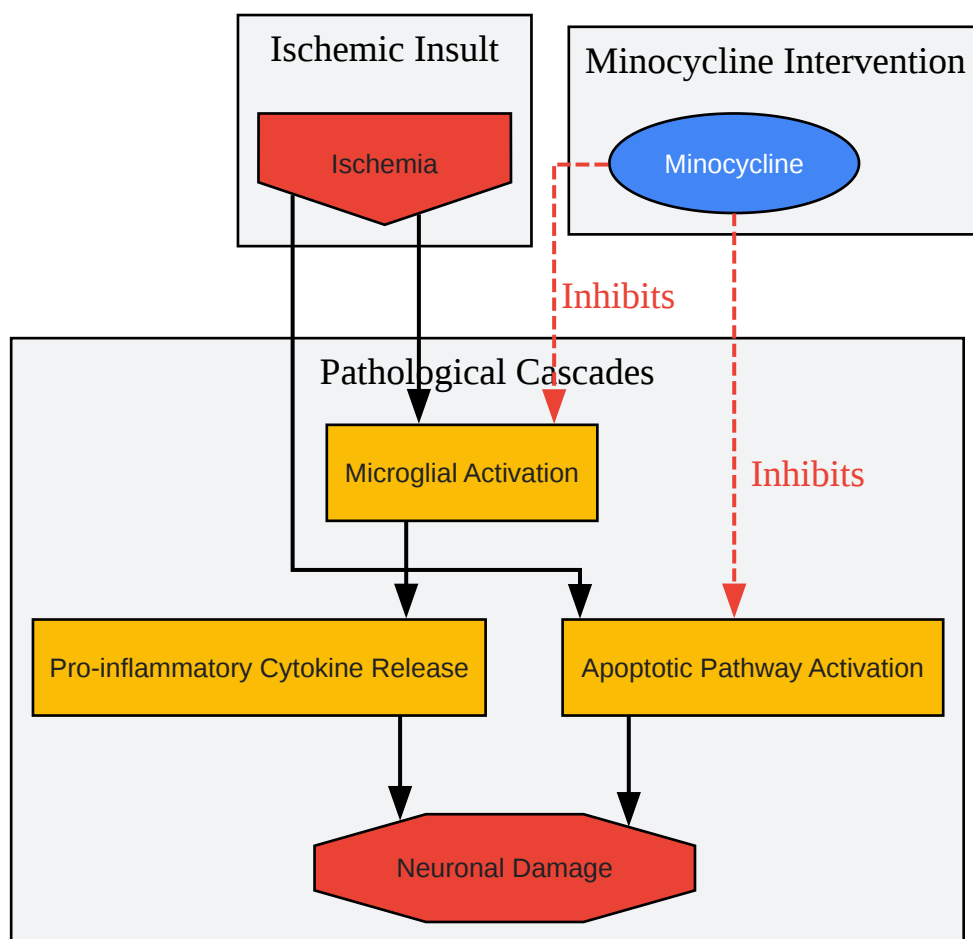 Ischemic Insult
Minocycline Intervention
Ischemia
Minocycline
Inhibits
Pathological Cascades
Microglial Activation
Inhibits
Pro-inflammatory Cytokine Release
Apoptotic Pathway Activation
Neuronal Damage